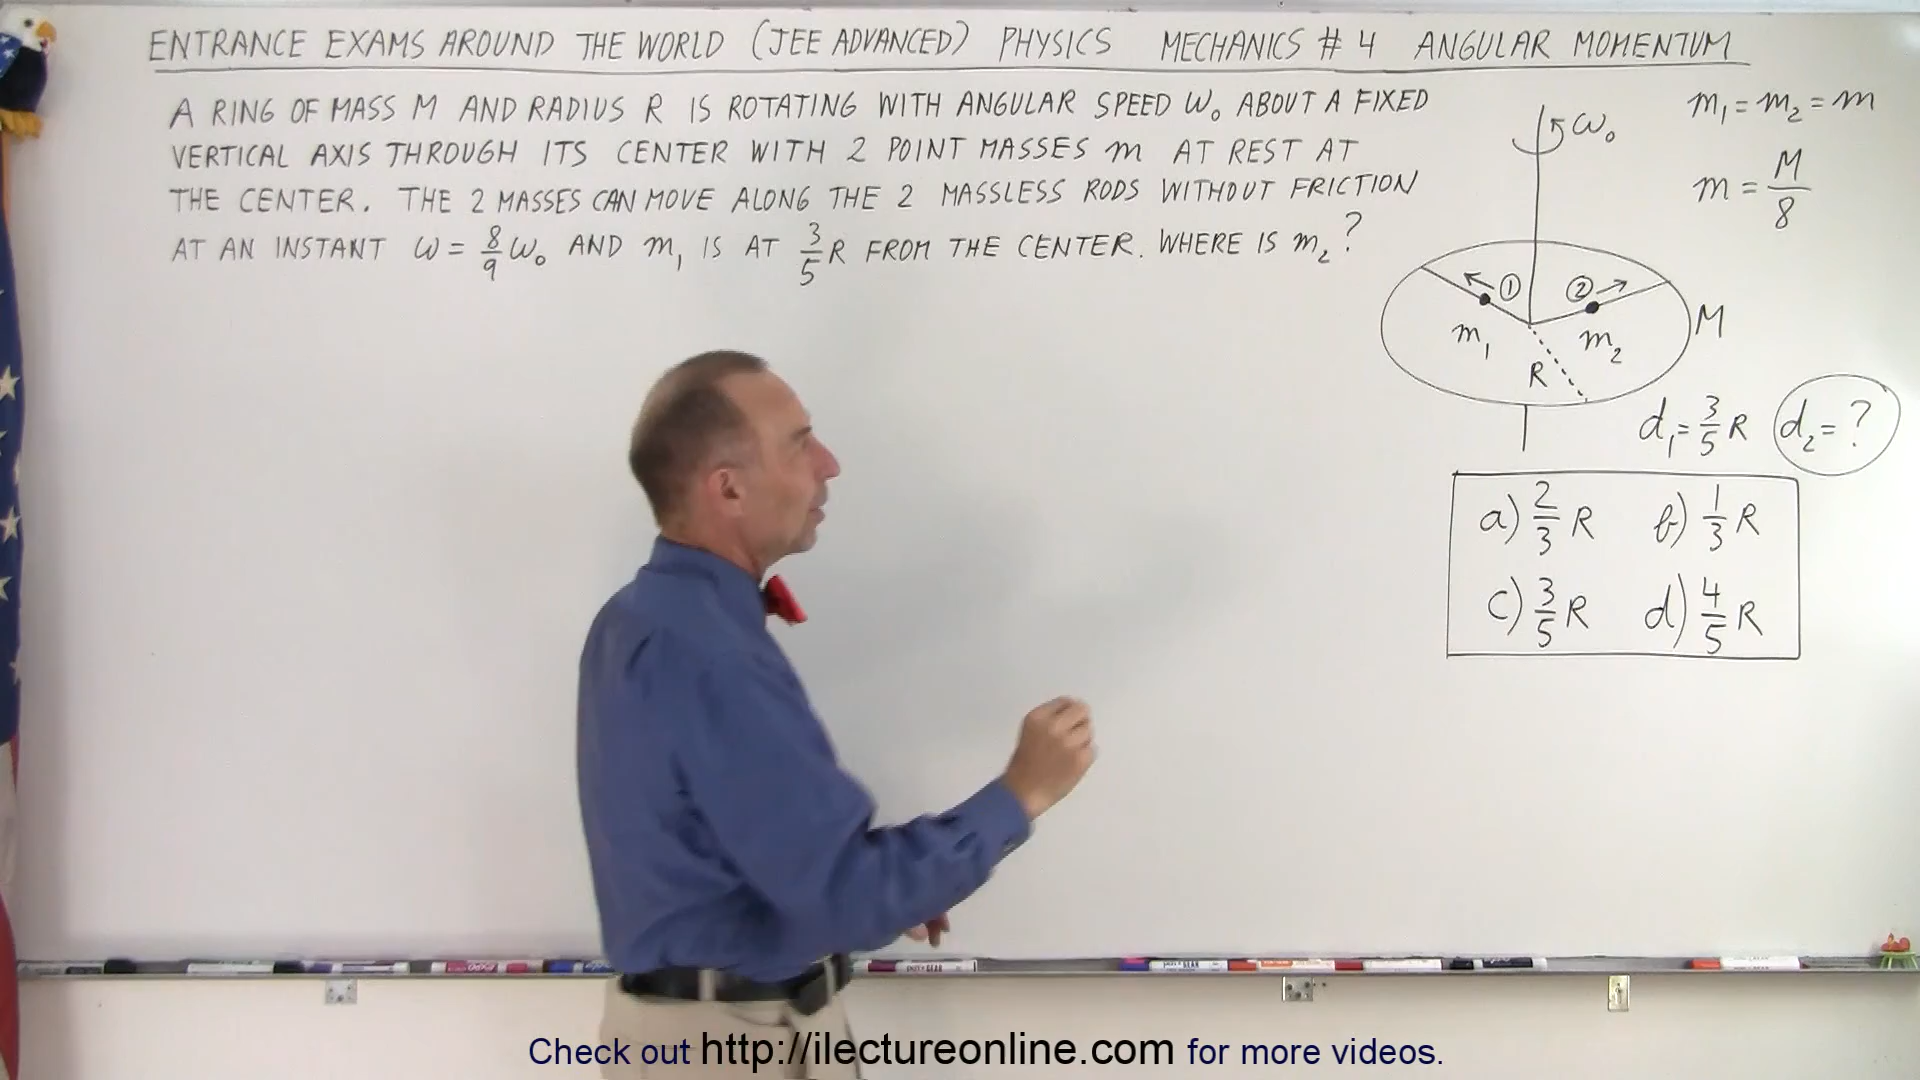 ENTRANCE EXAMS AROUND THE WORLD (JEE ADVANCED) PHYSICS MECHANICS # 4 ANGULAR MOMENTUM
A RING OF MASS M AND RADIUS R IS ROTATING WITH ANGULAR SPEED ω₀ ABOUT A FIXED
VERTICAL AXIS THROUGH ITS CENTER WITH 2 POINT MASSES m AT REST AT
THE CENTER. THE 2 MASSES CAN MOVE ALONG THE 2 MASSLESS RODS WITHOUT FRICTION
AT AN INSTANT ω = 8/9 ω₀ AND m₁ IS AT 3/5 R FROM THE CENTER. WHERE IS m₂?
m₁ = m₂ = m
m = M/8
ω₀
① ②
m₁ m₂ M
R
d₁ = 3/5 R d₂ = ?
a) 2/3 R b) 1/3 R
c) 3/5 R d) 4/5 R
Check out http://ilectureonline.com for more videos.